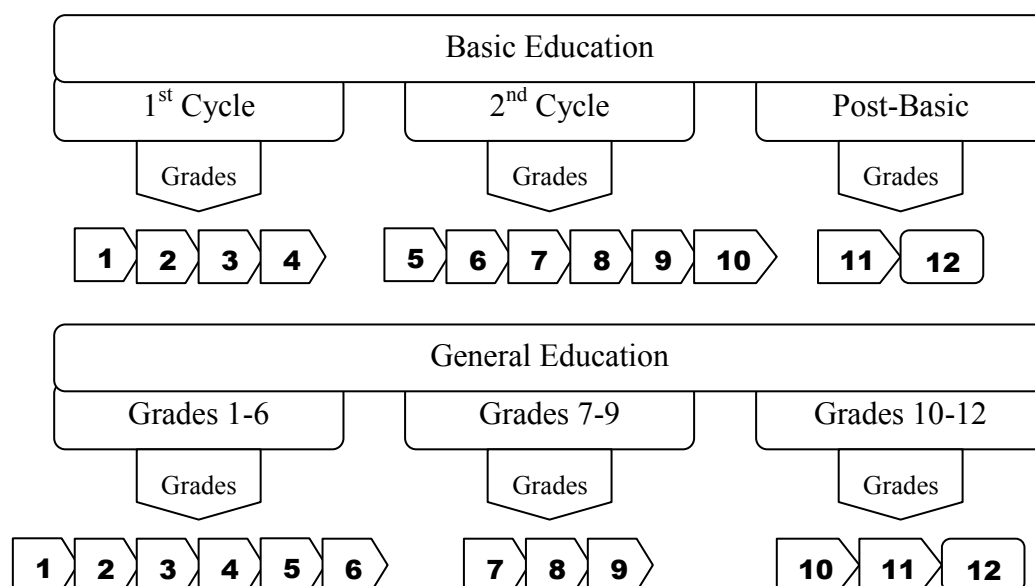 Basic Education
1st Cycle 2nd Cycle Post-Basic
Grades Grades Grades
1 2 3 4 5 6 7 8 9 10 11 12
General Education
Grades 1-6 Grades 7-9 Grades 10-12
Grades Grades Grades
1 2 3 4 5 6 7 8 9 10 11 12